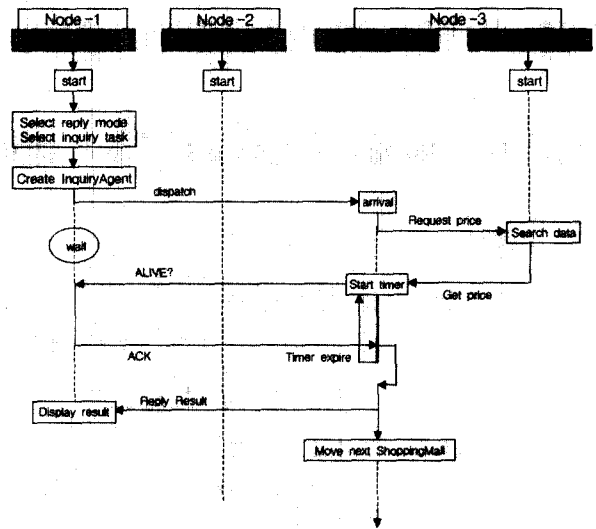 Node -1
Node -2
Node -3
start
start
start
Select reply mode
Select inquiry task
Create InquiryAgent
dispatch
arrival
Request price
Search data
wait
ALIVE?
Start timer
Get price
ACK
Timer expire
Reply Result
Display result
Move next ShoppingMall